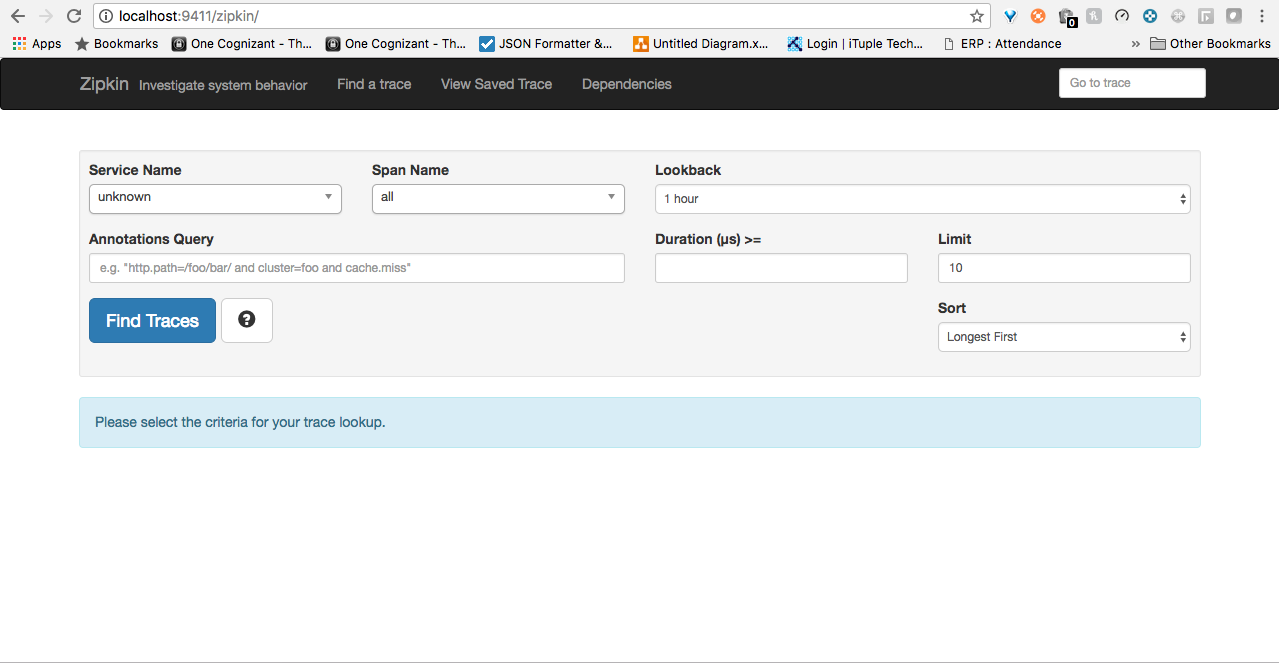 localhost:9411/zipkin/
0
Apps Bookmarks One Cognizant - Th... One Cognizant - Th... JSON Formatter &... Untitled Diagram.x... Login | iTuple Tech... ERP : Attendance » Other Bookmarks
Zipkin Investigate system behavior Find a trace View Saved Trace Dependencies Go to trace
Service Name Span Name Lookback
unknown all 1 hour
Annotations Query Duration (µs) >= Limit
e.g. "http.path=/foo/bar/ and cluster=foo and cache.miss" 10
Find Traces ? Sort
Longest First
Please select the criteria for your trace lookup.